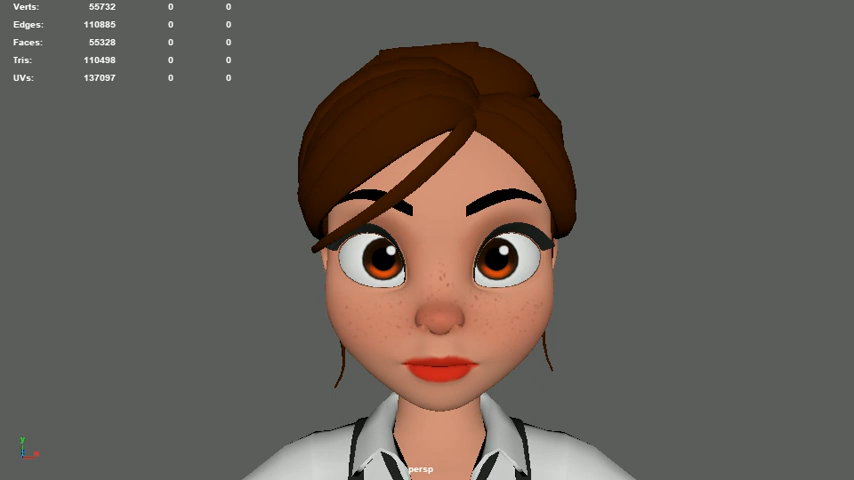 Verts: 55732 0 0
Edges: 110885 0 0
Faces: 55328 0 0
Tris: 110498 0 0
UVs: 137097 0 0
y
x
persp